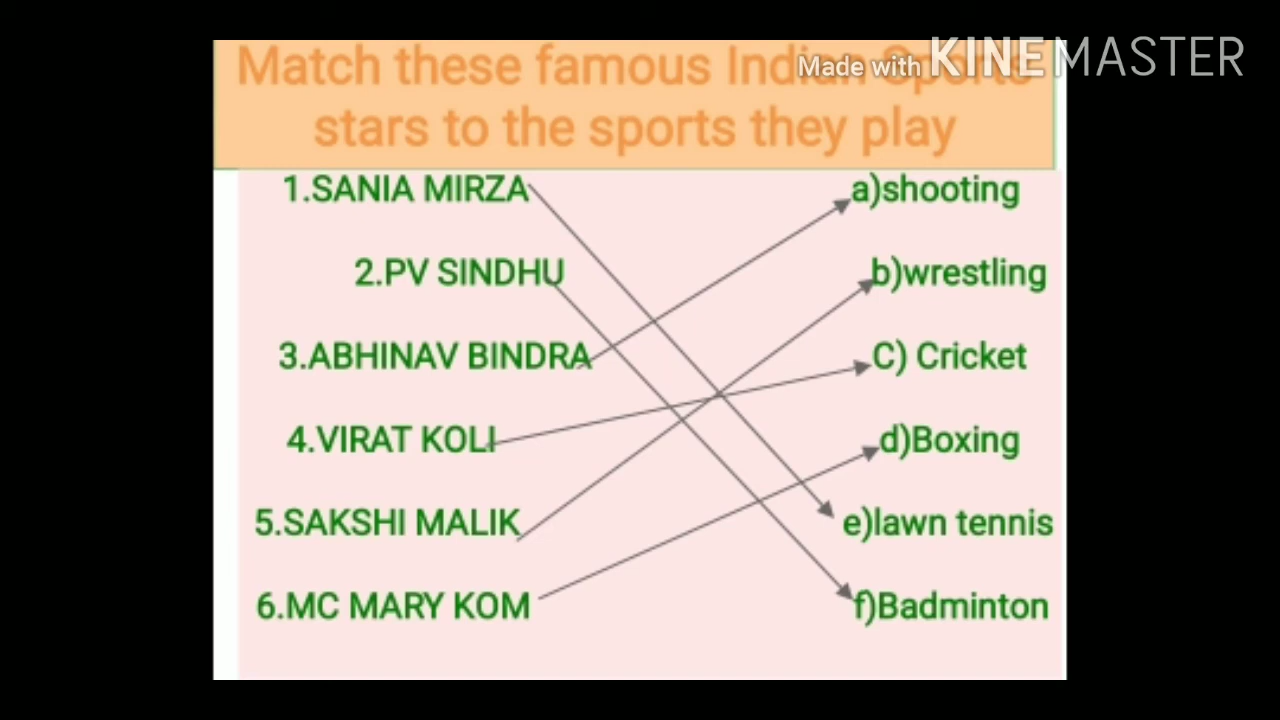 Made with KINEMASTER
Match these famous Indian Sports
stars to the sports they play
1.SANIA MIRZA
a)shooting
2.PV SINDHU
b)wrestling
3.ABHINAV BINDRA
C) Cricket
4.VIRAT KOLI
d)Boxing
5.SAKSHI MALIK
e)lawn tennis
6.MC MARY KOM
f)Badminton